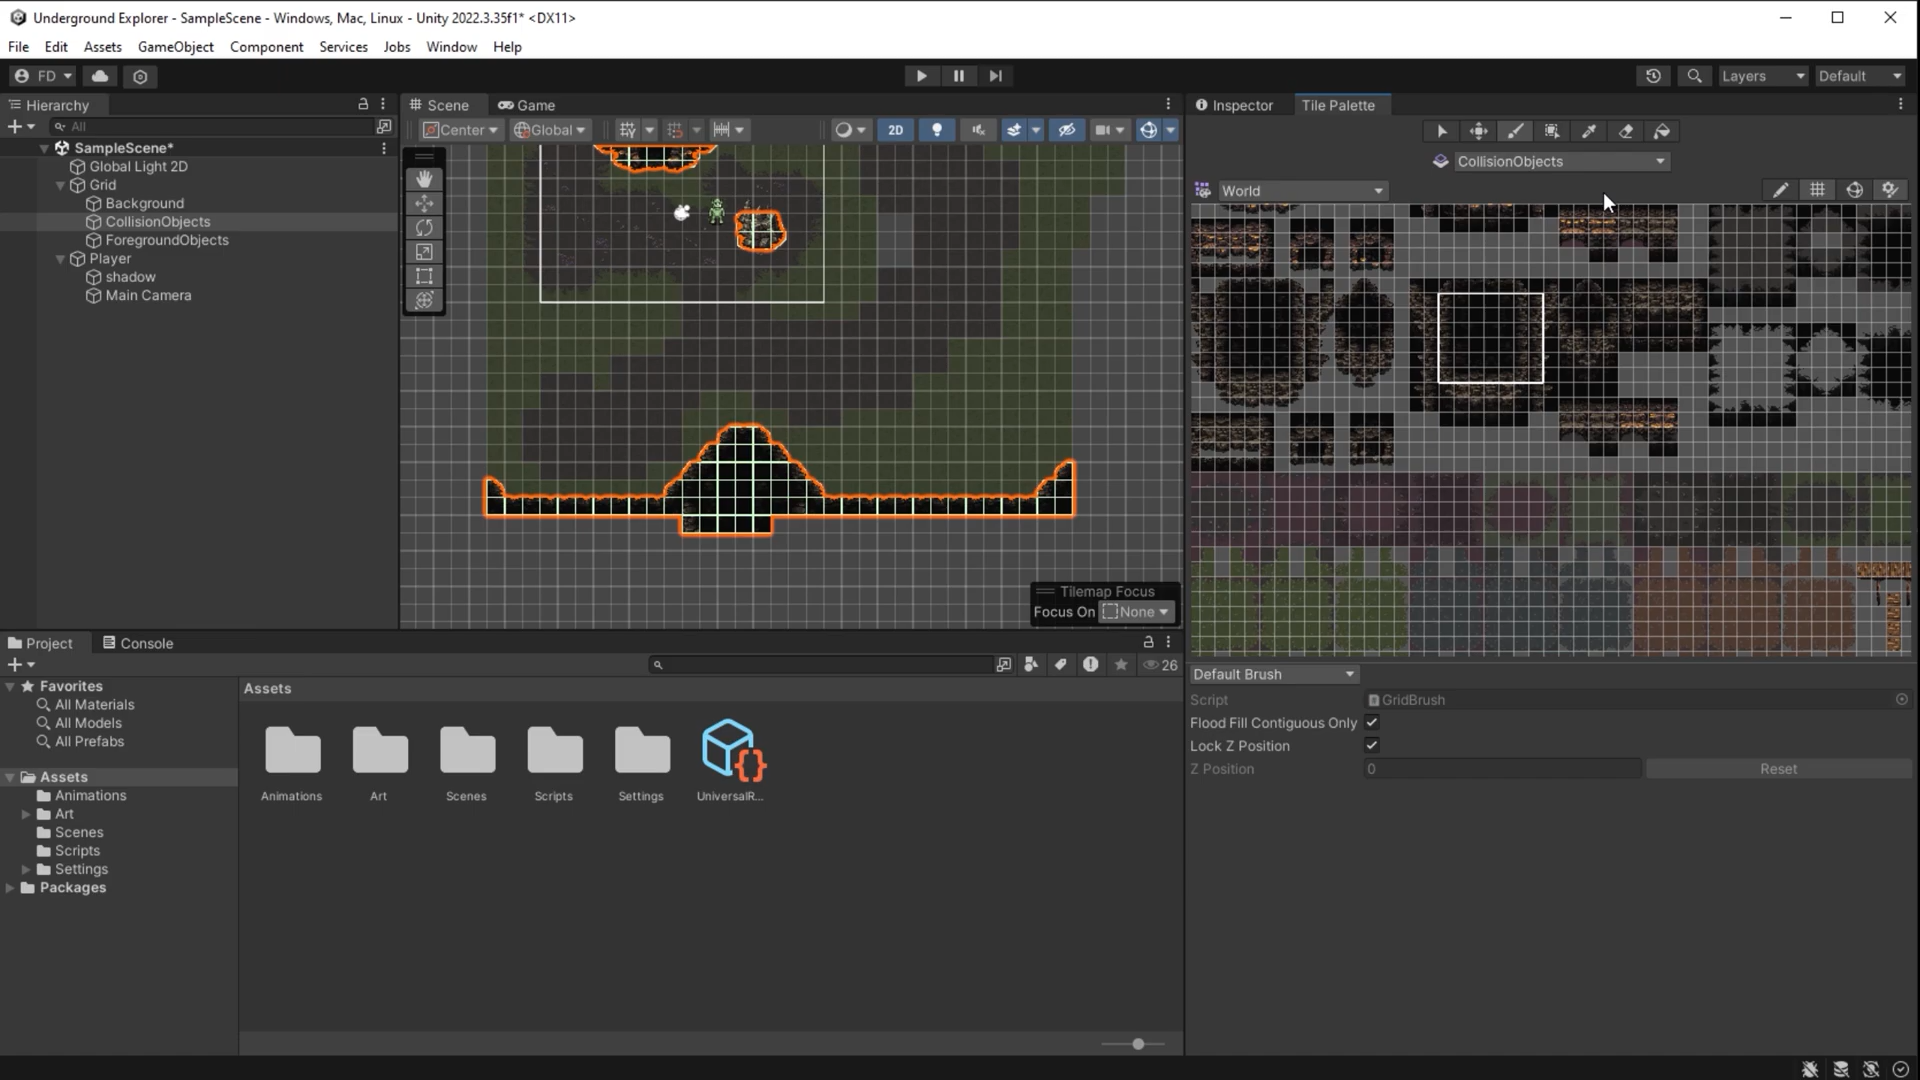 Underground Explorer - SampleScene - Windows, Mac, Linux - Unity 2022.3.35f1* <DX11>
File Edit Assets GameObject Component Services Jobs Window Help
FD
Layers
Default
Hierarchy
All
SampleScene*
Global Light 2D
Grid
Background
CollisionObjects
ForegroundObjects
Player
shadow
Main Camera
Scene
Game
Center
Global
2D
Tilemap Focus
Focus On
None
Inspector
Tile Palette
CollisionObjects
World
Default Brush
Script
GridBrush
Flood Fill Contiguous Only
Lock Z Position
Z Position
0
Reset
Project
Console
26
Favorites
All Materials
All Models
All Prefabs
Assets
Animations
Art
Scenes
Scripts
Settings
Packages
Assets
Animations
Art
Scenes
Scripts
Settings
UniversalR...